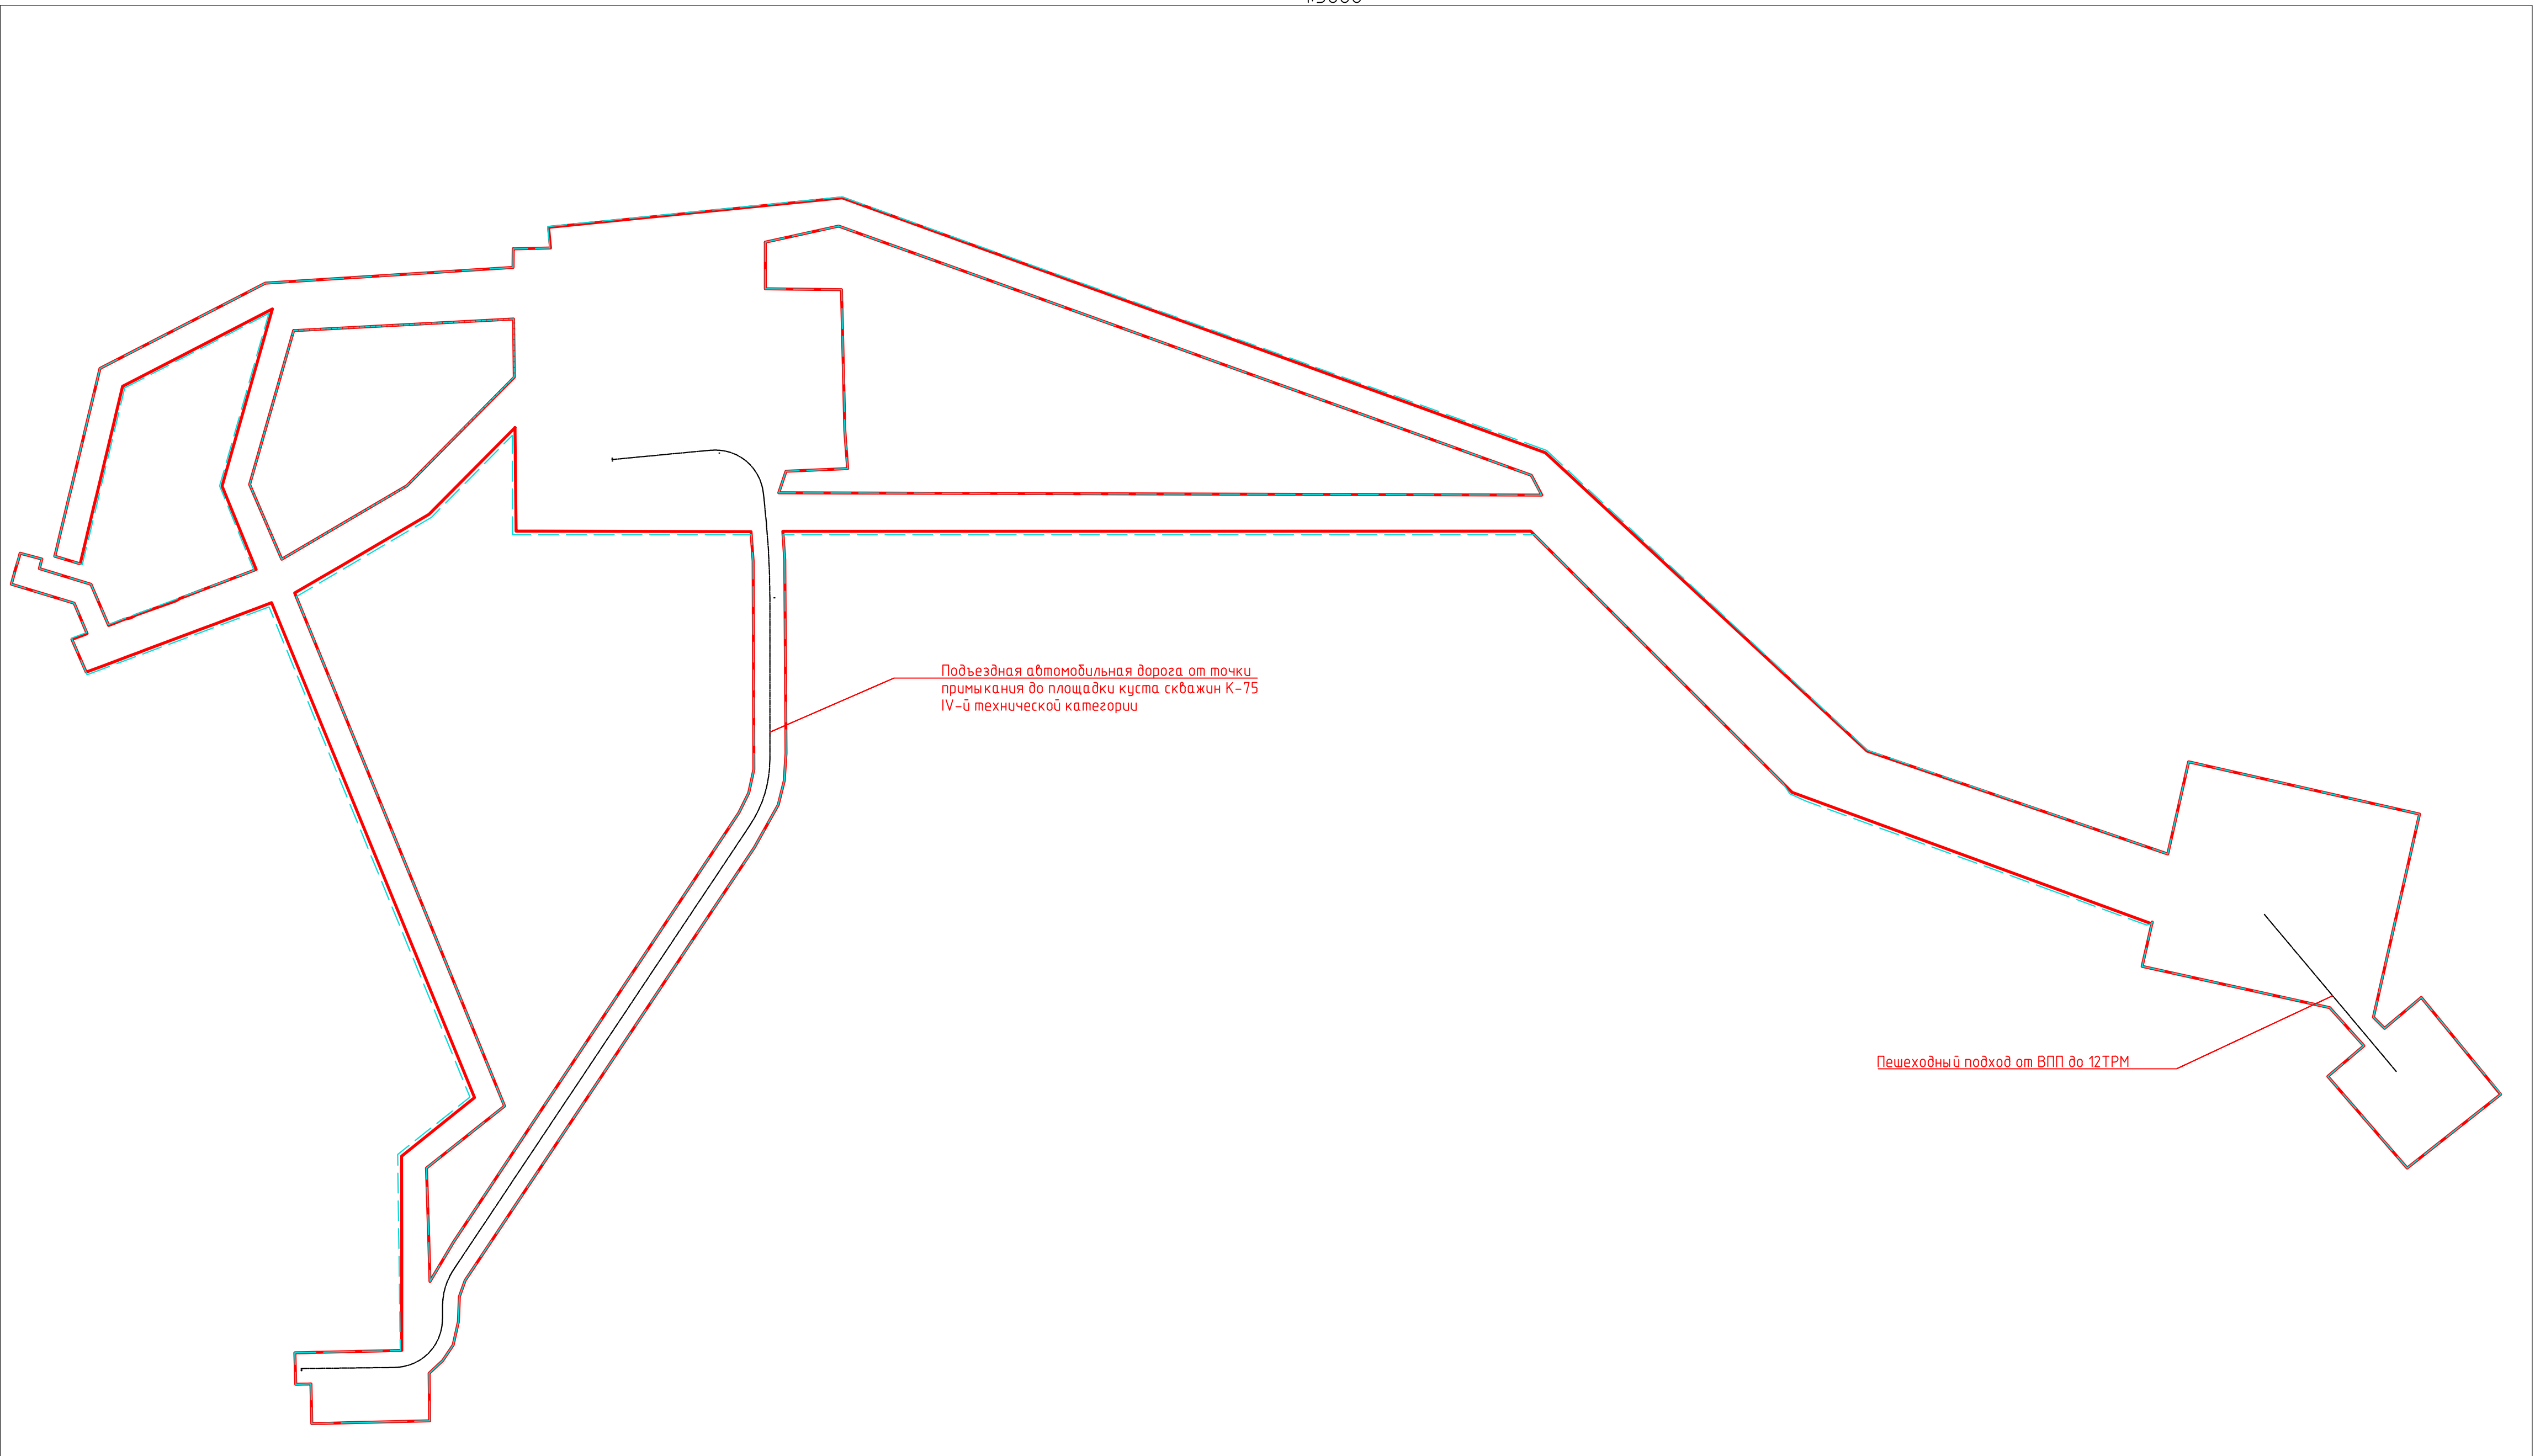 Подъездная автомобильная дорога от точки
примыкания до площадки куста скважин К-75
IV-й технической категории
Пешеходный подход от ВПП до 12ТРМ